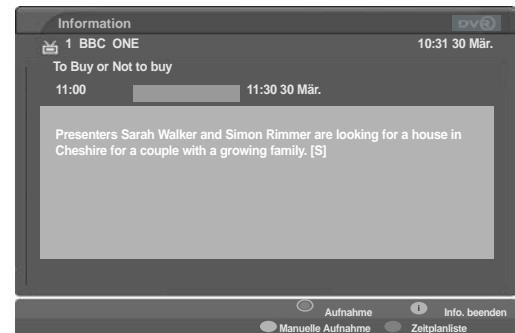 Information DVR
1 BBC ONE 10:31 30 Mär.
To Buy or Not to buy
11:00 11:30 30 Mär.
Presenters Sarah Walker and Simon Rimmer are looking for a house in
Cheshire for a couple with a growing family. [S]
Aufnahme i Info. beenden
Manuelle Aufnahme Zeitplanliste